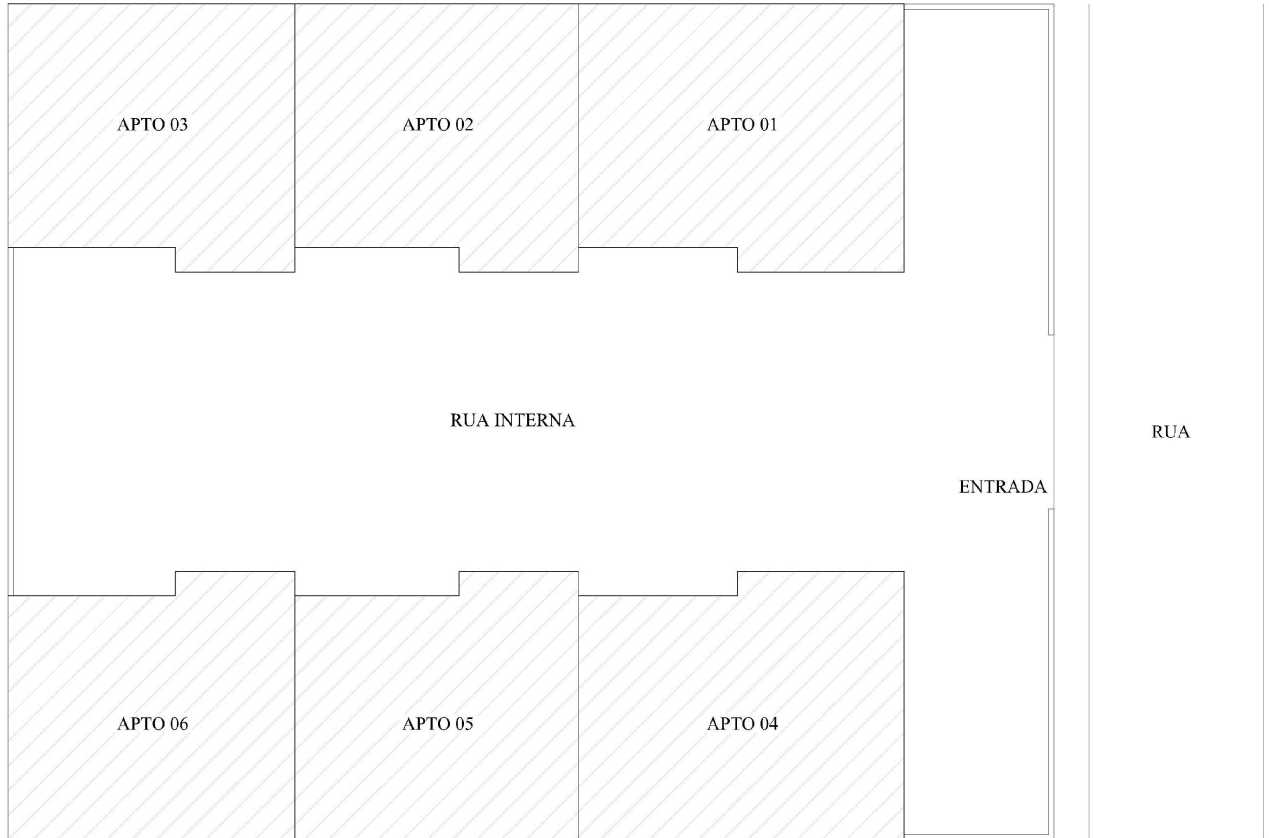 APTO 03
APTO 02
APTO 01
RUA INTERNA
RUA
ENTRADA
APTO 06
APTO 05
APTO 04